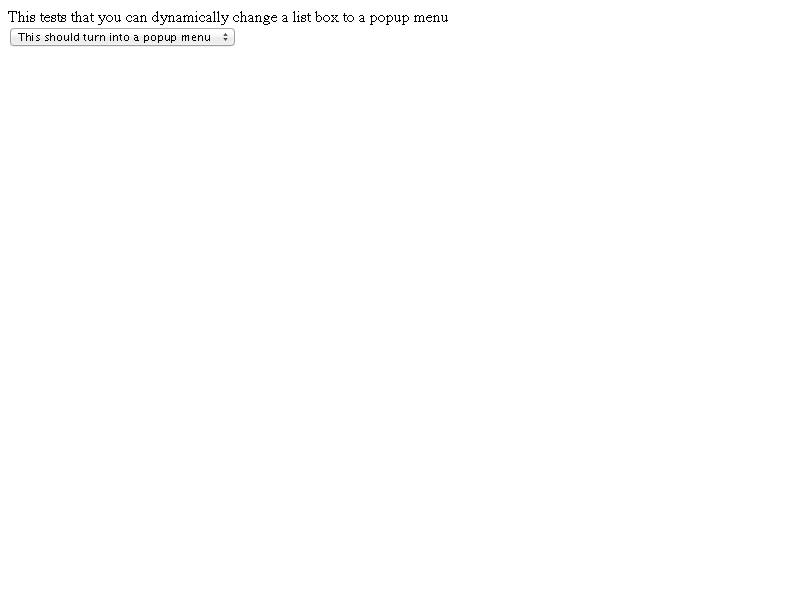 This tests that you can dynamically change a list box to a popup menu
This should turn into a popup menu